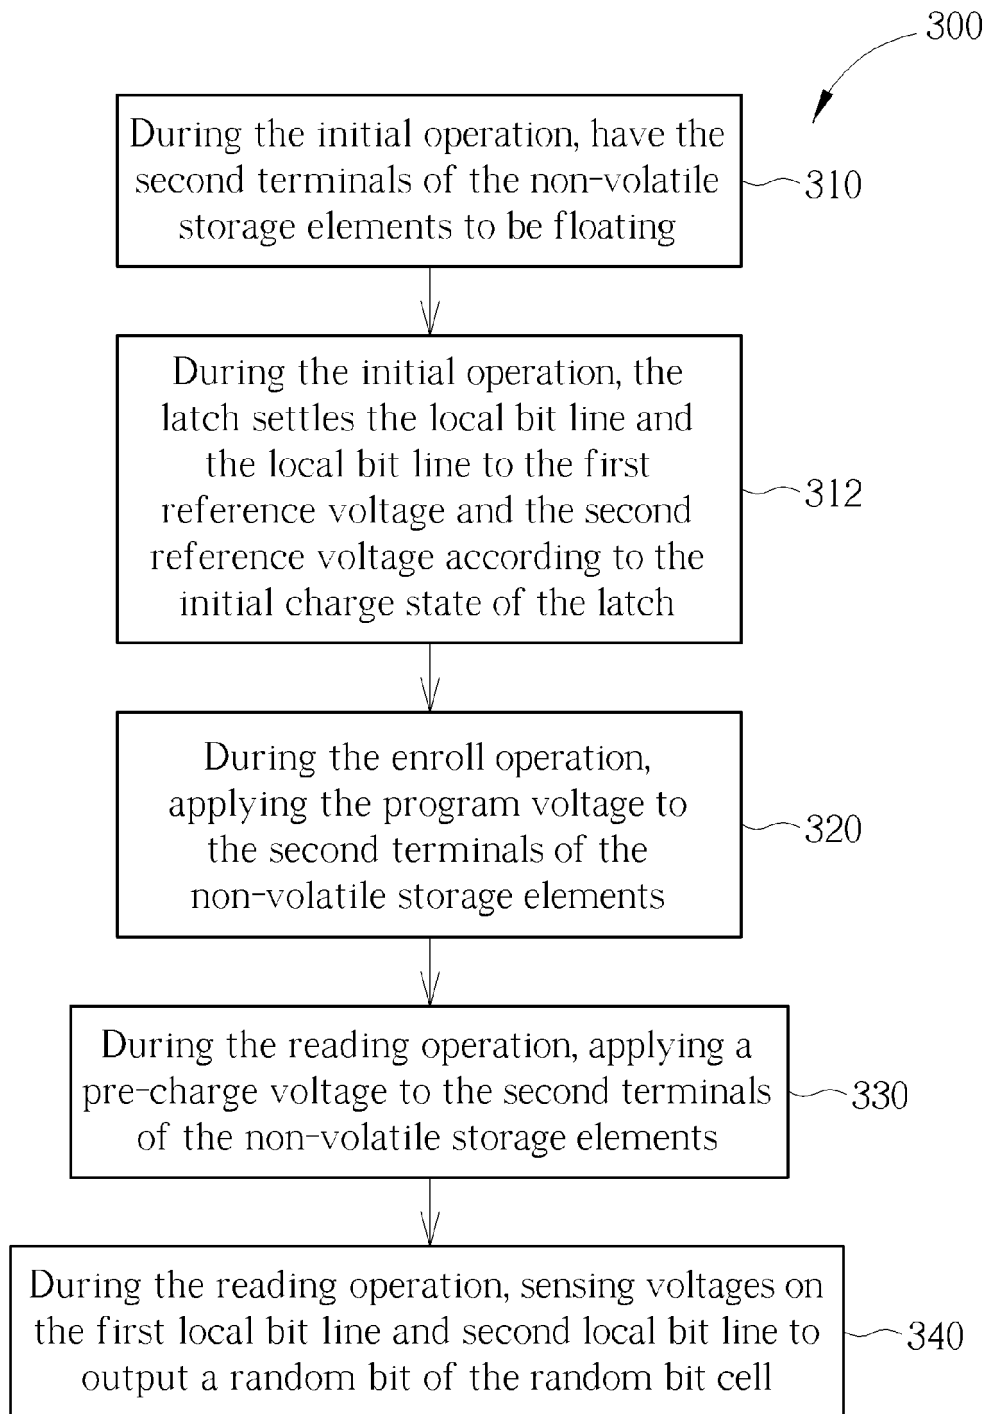 300
During the initial operation, have the
second terminals of the non-volatile
storage elements to be floating
310
During the initial operation, the
latch settles the local bit line and
the local bit line to the first
reference voltage and the second
reference voltage according to the
initial charge state of the latch
312
During the enroll operation,
applying the program voltage to
the second terminals of the
non-volatile storage elements
320
During the reading operation, applying a
pre-charge voltage to the second terminals
of the non-volatile storage elements
330
During the reading operation, sensing voltages on
the first local bit line and second local bit line to
output a random bit of the random bit cell
340